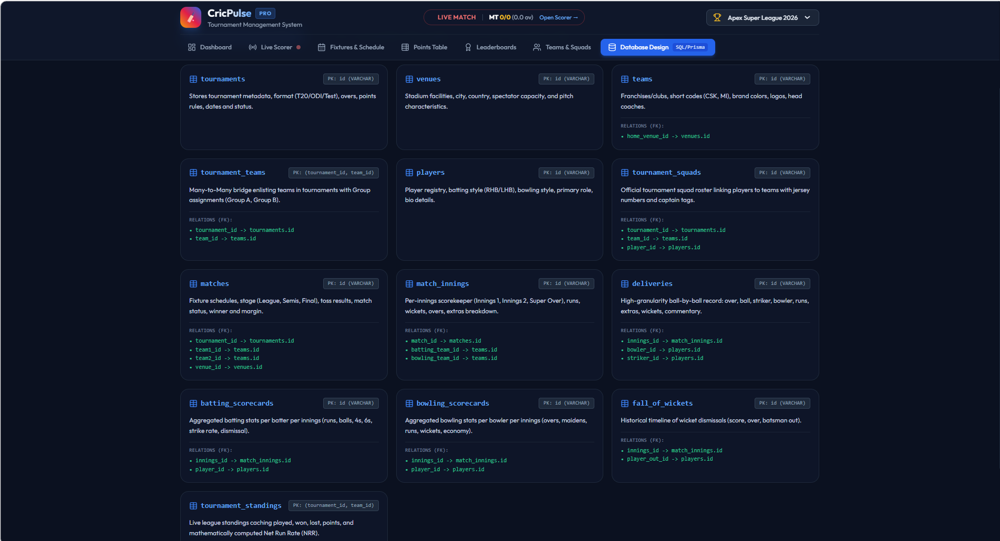 CricPulse PRO
Tournament Management System
LIVE MATCH MT 0/0 (0.0 ov) Open Scorer →
Apex Super League 2026
Dashboard
Live Scorer
Fixtures & Schedule
Points Table
Leaderboards
Teams & Squads
Database Design SQL/Prisma
tournaments PK: id (VARCHAR)
Stores tournament metadata, format (T20/ODI/Test), overs, points
rules, dates and status.
venues PK: id (VARCHAR)
Stadium facilities, city, country, spectator capacity, and pitch
characteristics.
teams PK: id (VARCHAR)
Franchises/clubs, short codes (CSK, MI), brand colors, logos, head
coaches.
RELATIONS (FK):
• home_venue_id -> venues.id
tournament_teams PK: (tournament_id, team_id)
Many-to-Many bridge enlisting teams in tournaments with Group
assignments (Group A, Group B).
RELATIONS (FK):
• tournament_id -> tournaments.id
• team_id -> teams.id
players PK: id (VARCHAR)
Player registry, batting style (RHB/LHB), bowling style, primary role,
bio details.
tournament_squads PK: id (VARCHAR)
Official tournament squad roster linking players to teams with jersey
numbers and captain tags.
RELATIONS (FK):
• tournament_id -> tournaments.id
• team_id -> teams.id
• player_id -> players.id
matches PK: id (VARCHAR)
Fixture schedules, stage (League, Semis, Final), toss results, match
status, winner and margin.
RELATIONS (FK):
• tournament_id -> tournaments.id
• team1_id -> teams.id
• team2_id -> teams.id
• venue_id -> venues.id
match_innings PK: id (VARCHAR)
Per-innings scorekeeper (Innings 1, Innings 2, Super Over), runs,
wickets, overs, extras breakdown.
RELATIONS (FK):
• match_id -> matches.id
• batting_team_id -> teams.id
• bowling_team_id -> teams.id
deliveries PK: id (VARCHAR)
High-granularity ball-by-ball record: over, ball, striker, bowler, runs,
extras, wickets, commentary.
RELATIONS (FK):
• innings_id -> match_innings.id
• bowler_id -> players.id
• striker_id -> players.id
batting_scorecards PK: id (VARCHAR)
Aggregated batting stats per batter per innings (runs, balls, 4s, 6s,
strike rate, dismissal).
RELATIONS (FK):
• innings_id -> match_innings.id
• player_id -> players.id
bowling_scorecards PK: id (VARCHAR)
Aggregated bowling stats per bowler per innings (overs, maidens,
runs, wickets, economy).
RELATIONS (FK):
• innings_id -> match_innings.id
• player_id -> players.id
fall_of_wickets PK: id (VARCHAR)
Historical timeline of wicket dismissals (score, over, batsman out).
RELATIONS (FK):
• innings_id -> match_innings.id
• player_out_id -> players.id
tournament_standings PK: (tournament_id, team_id)
Live league standings caching played, won, lost, points, and
mathematically computed Net Run Rate (NRR).